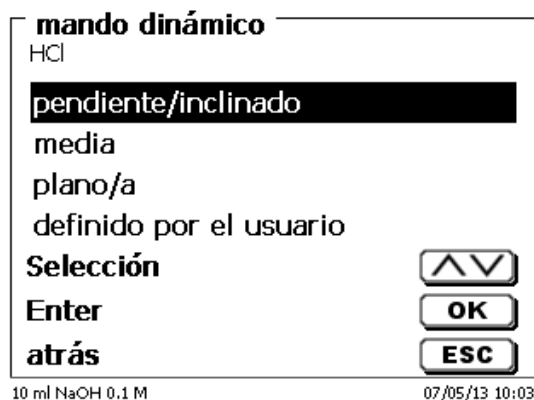 mando dinámico
HCl
pendiente/inclinado
media
plano/a
definido por el usuario
Selección
Enter OK
atrás ESC
10 ml NaOH 0.1 M 07/05/13 10:03